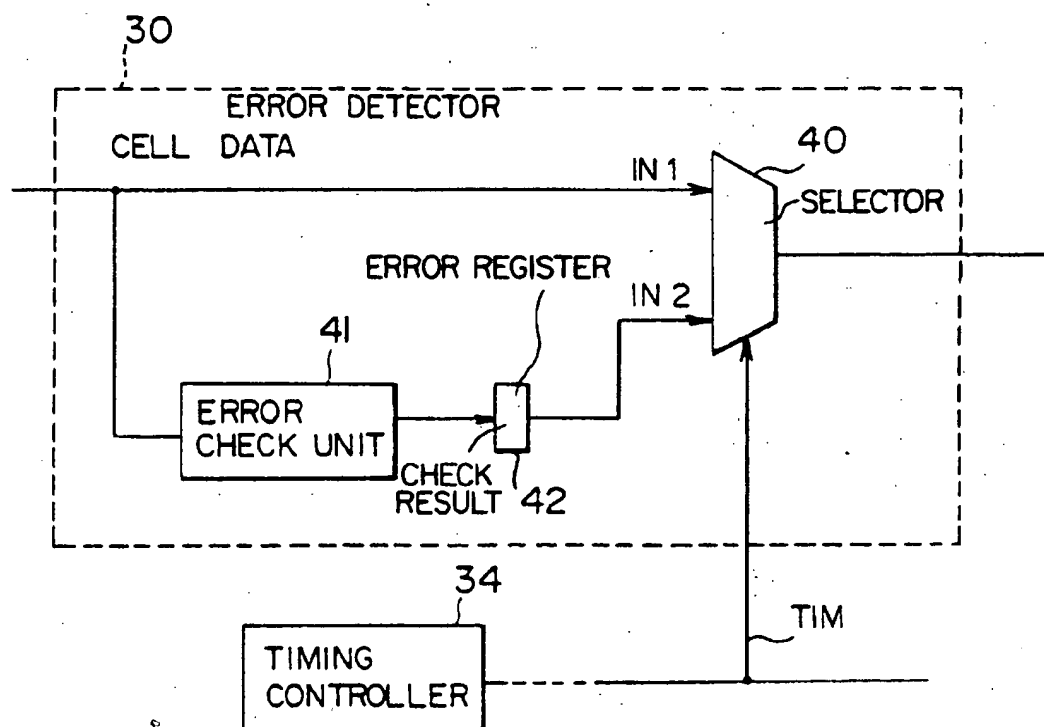 30
ERROR DETECTOR
CELL DATA
IN 1
40
SELECTOR
ERROR REGISTER
IN 2
41
ERROR
CHECK UNIT
CHECK
RESULT
42
34
TIMING
CONTROLLER
TIM